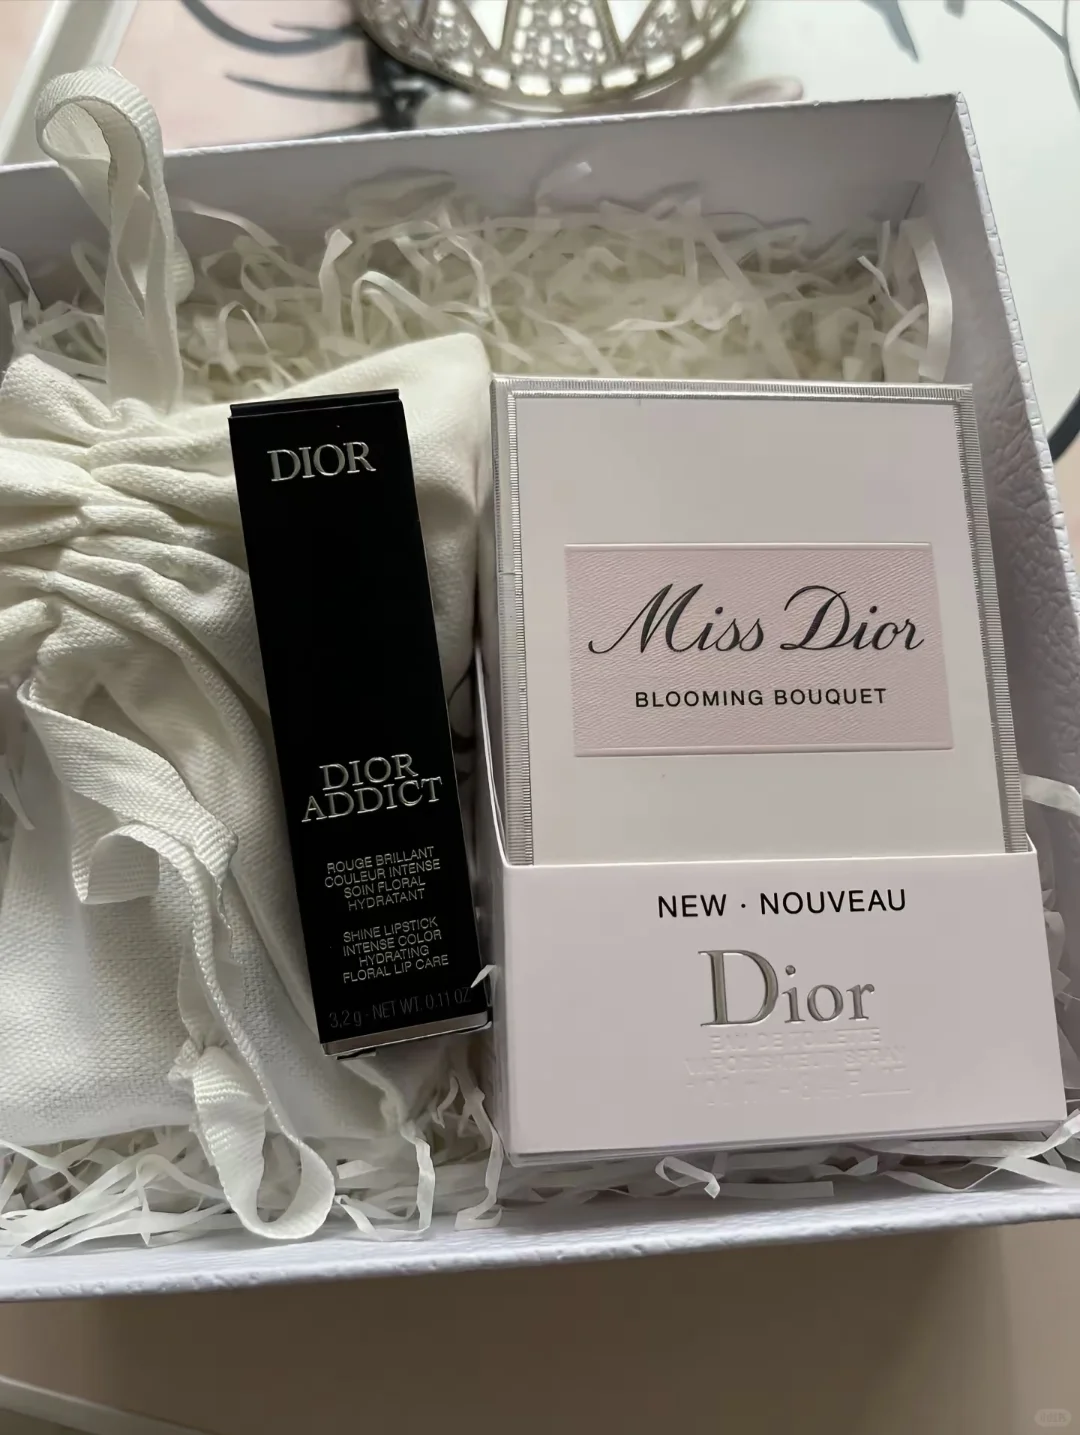 DIOR
DIOR
ADDICT
ROUGE BRILLANT
COULEUR INTENSE
SOIN FLORAL
HYDRATANT
SHINE LIPSTICK
INTENSE COLOR
HYDRATING
FLORAL LIP CARE
3,2 g - NET WT. 0.11 OZ
Miss Dior
BLOOMING BOUQUET
NEW · NOUVEAU
Dior
EAU DE TOILETTE